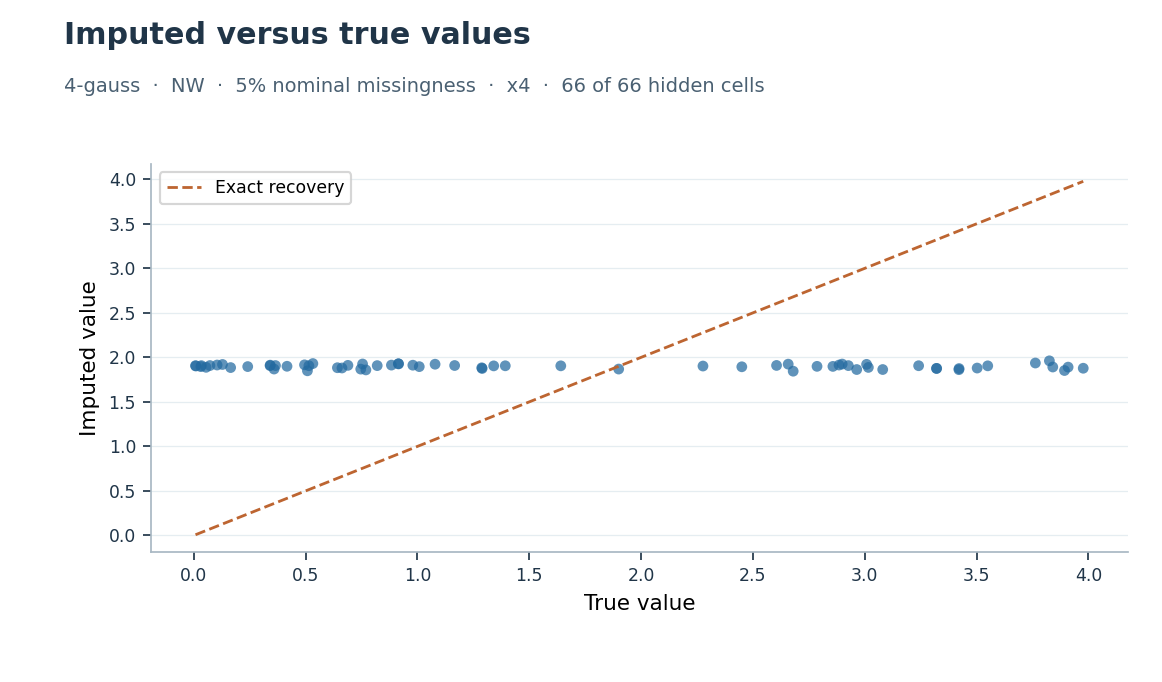 Imputed versus true values
4-gauss · NW · 5% nominal missingness · x4 · 66 of 66 hidden cells
Exact recovery
4.0
3.5
3.0
2.5
2.0
1.5
1.0
0.5
0.0
Imputed value
0.0 0.5 1.0 1.5 2.0 2.5 3.0 3.5 4.0
True value